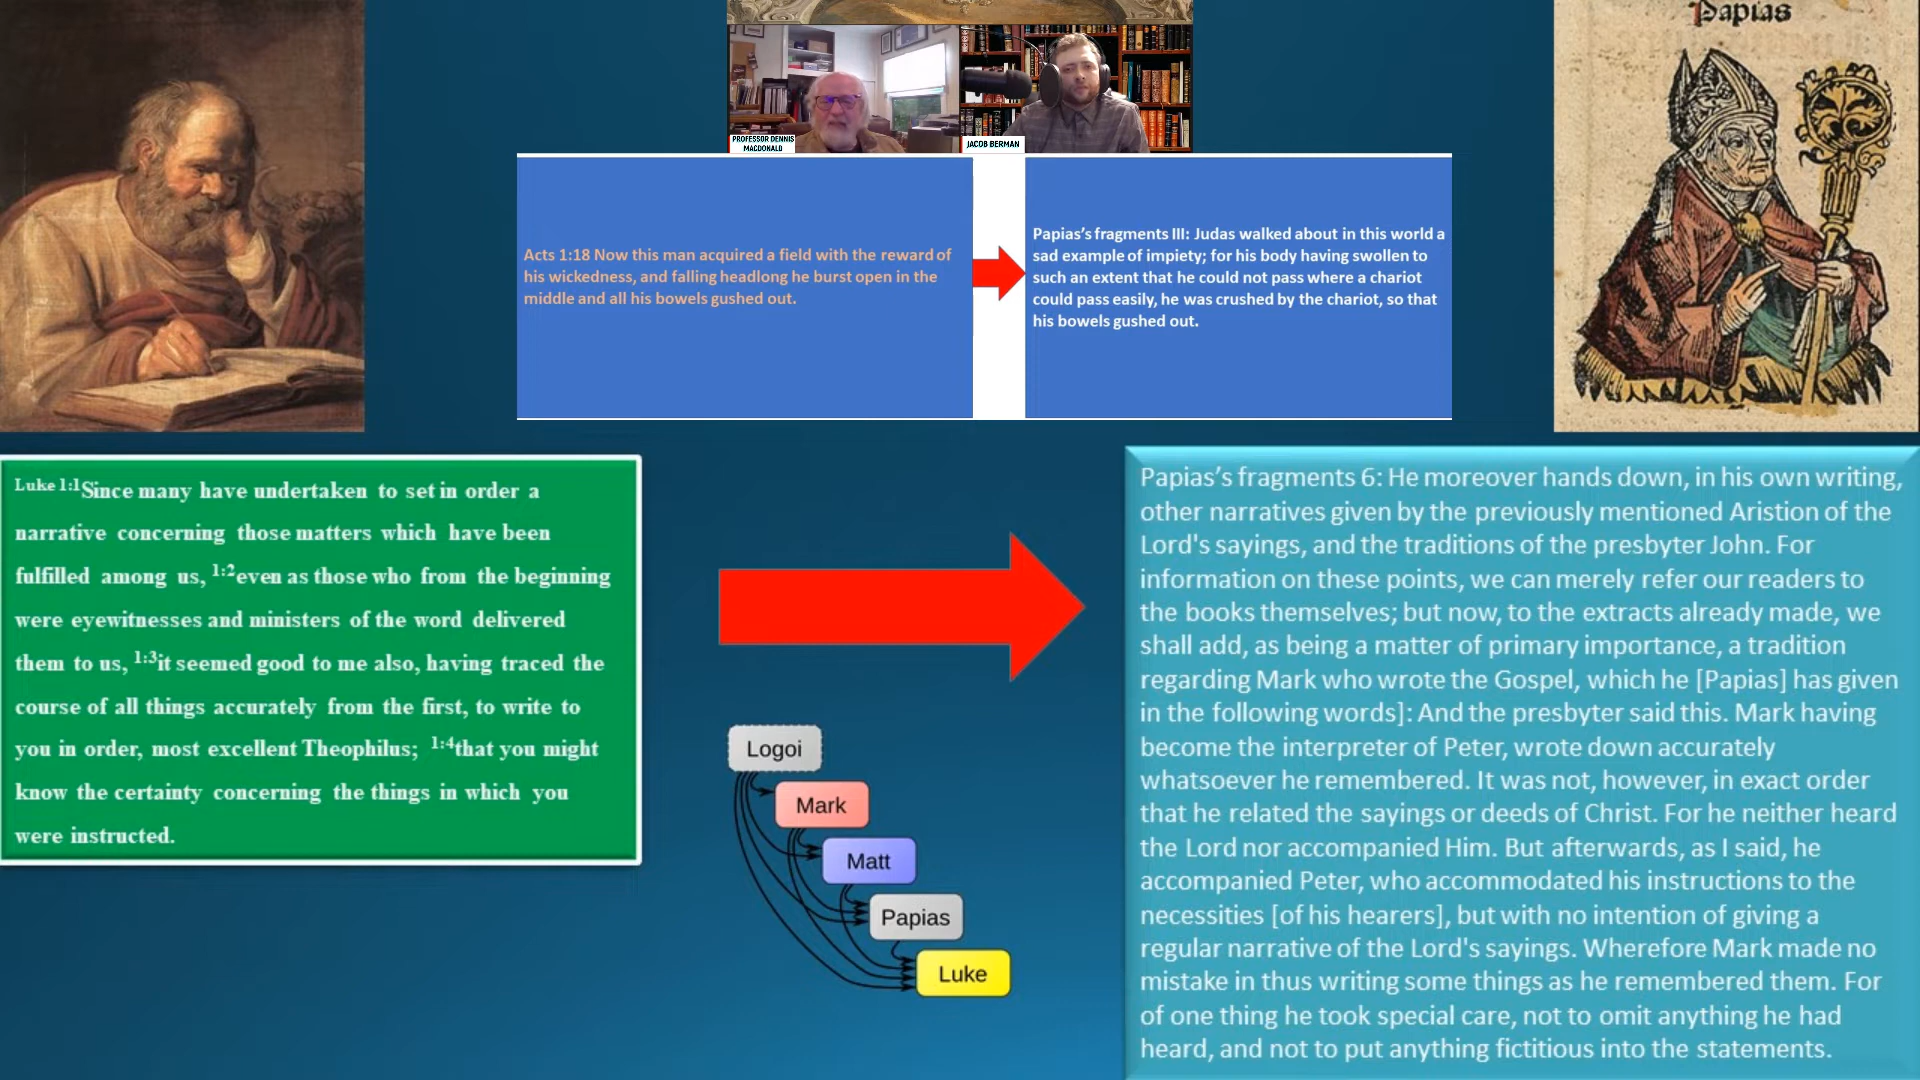 Papias
PROFESSOR DENNIS
MACDONALD
JACOB BERMAN
Acts 1:18 Now this man acquired a field with the reward of
his wickedness, and falling headlong he burst open in the
middle and all his bowels gushed out.
Papias's fragments III: Judas walked about in this world a
sad example of impiety; for his body having swollen to
such an extent that he could not pass where a chariot
could pass easily, he was crushed by the chariot, so that
his bowels gushed out.
Luke 1:1Since many have undertaken to set in order a
narrative concerning those matters which have been
fulfilled among us, 1:2even as those who from the beginning
were eyewitnesses and ministers of the word delivered
them to us, 1:3it seemed good to me also, having traced the
course of all things accurately from the first, to write to
you in order, most excellent Theophilus; 1:4that you might
know the certainty concerning the things in which you
were instructed.
Logoi
Mark
Matt
Papias
Luke
Papias's fragments 6: He moreover hands down, in his own writing,
other narratives given by the previously mentioned Aristion of the
Lord's sayings, and the traditions of the presbyter John. For
information on these points, we can merely refer our readers to
the books themselves; but now, to the extracts already made, we
shall add, as being a matter of primary importance, a tradition
regarding Mark who wrote the Gospel, which he [Papias] has given
in the following words]: And the presbyter said this. Mark having
become the interpreter of Peter, wrote down accurately
whatsoever he remembered. It was not, however, in exact order
that he related the sayings or deeds of Christ. For he neither heard
the Lord nor accompanied Him. But afterwards, as I said, he
accompanied Peter, who accommodated his instructions to the
necessities [of his hearers], but with no intention of giving a
regular narrative of the Lord's sayings. Wherefore Mark made no
mistake in thus writing some things as he remembered them. For
of one thing he took special care, not to omit anything he had
heard, and not to put anything fictitious into the statements.